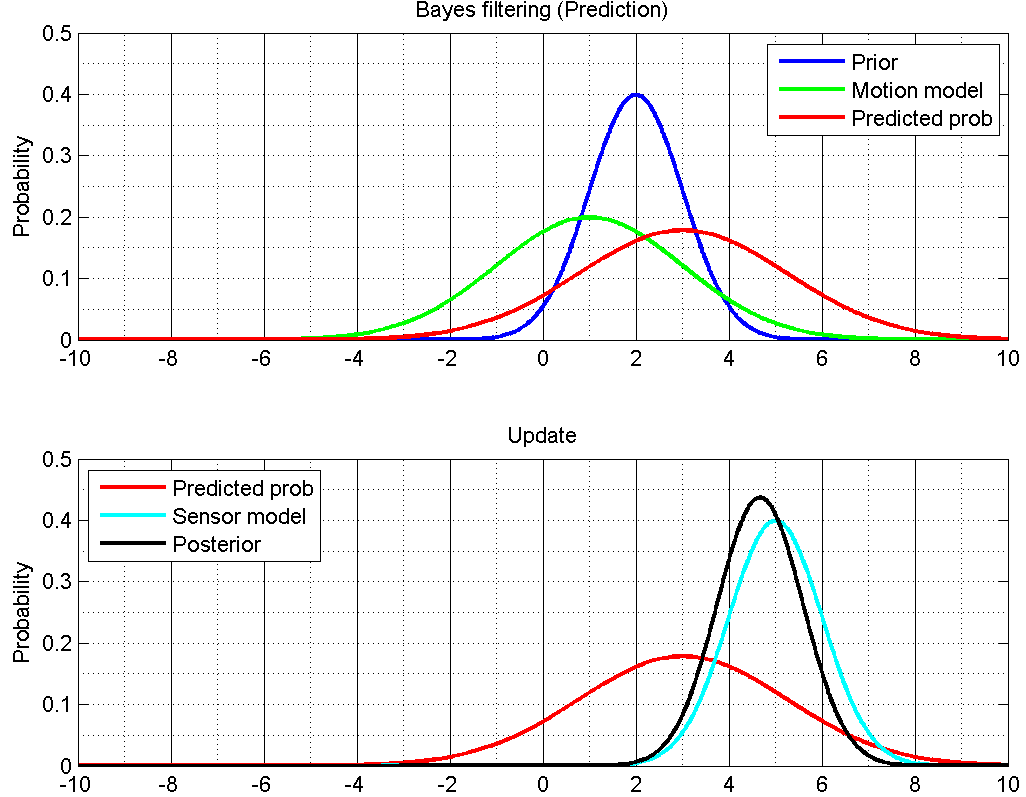 Bayes filtering (Prediction)
0.5
0.4
0.3
0.2
0.1
0
Probability
Prior
Motion model
Predicted prob
-10 -8 -6 -4 -2 0 2 4 6 8 10
Update
0.5
0.4
0.3
0.2
0.1
0
Probability
Predicted prob
Sensor model
Posterior
-10 -8 -6 -4 -2 0 2 4 6 8 10